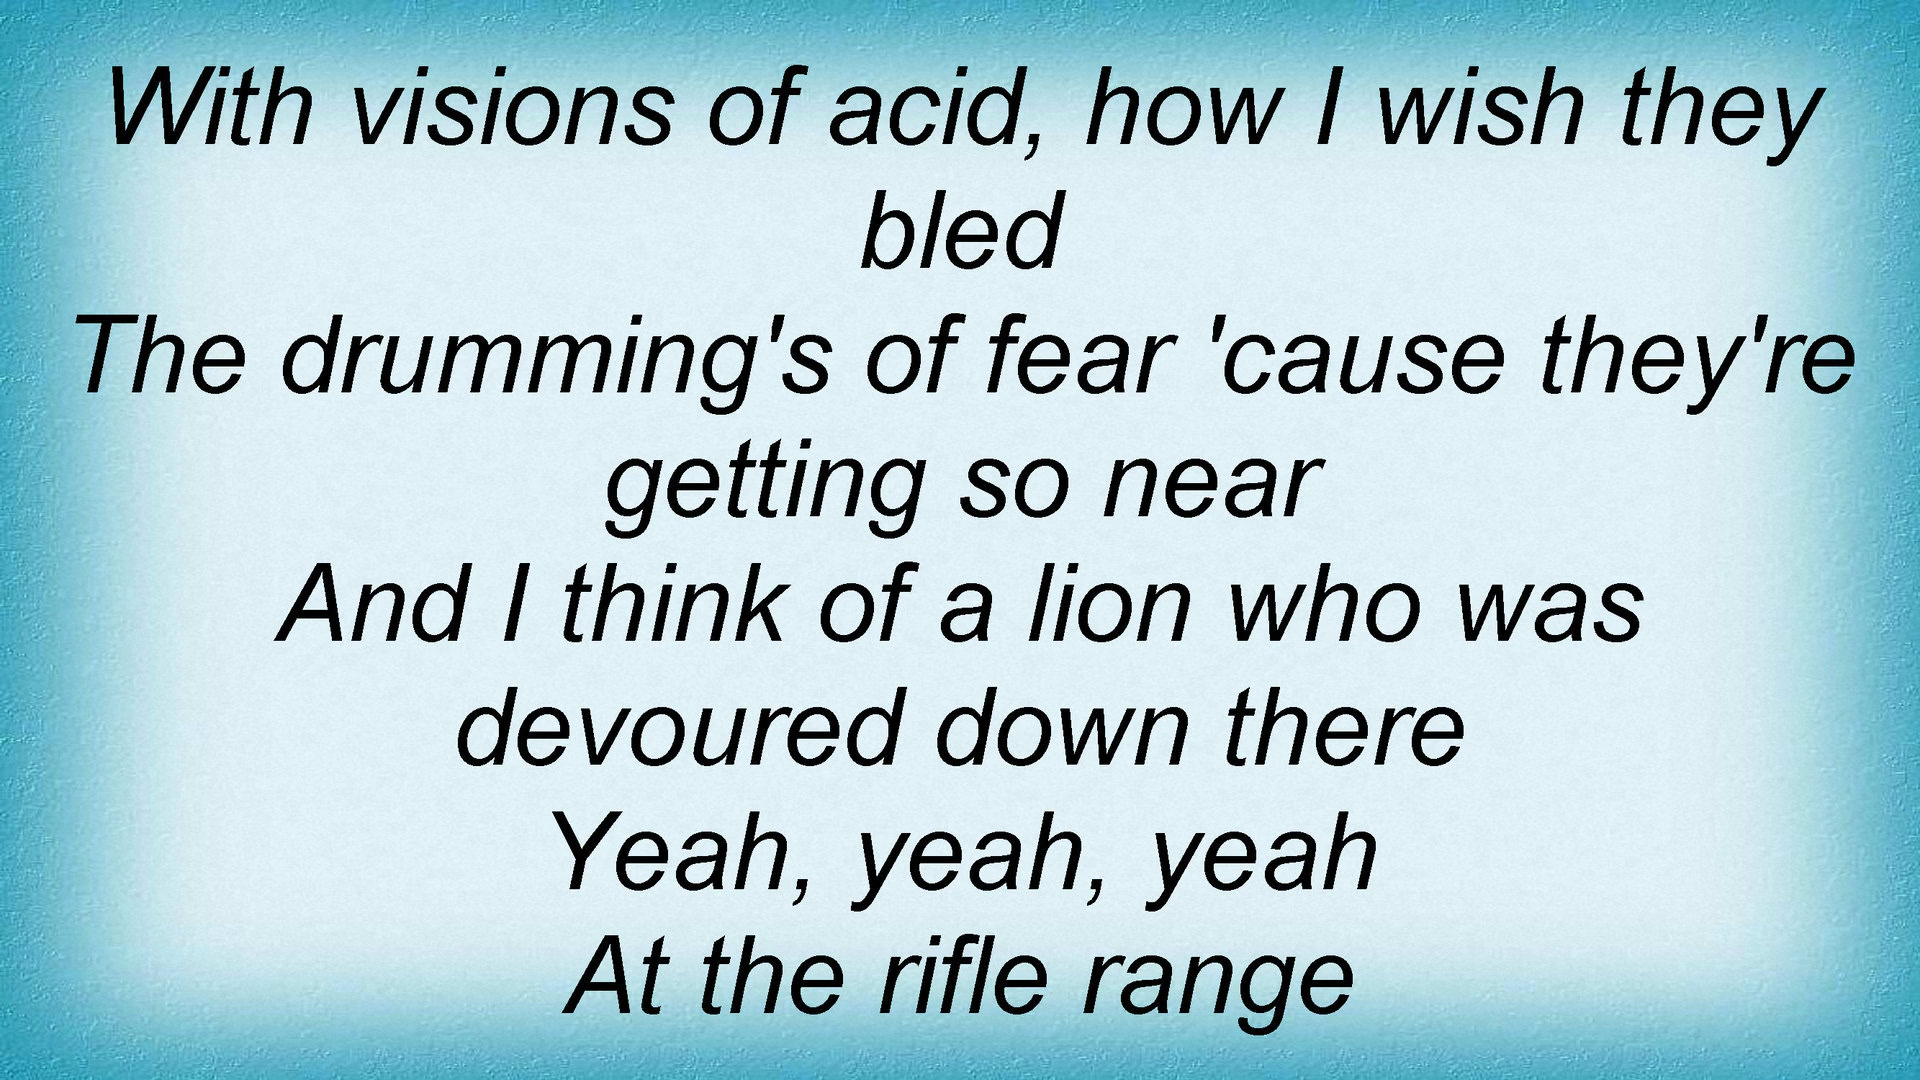 With visions of acid, how I wish they
bled
The drumming's of fear 'cause they're
getting so near
And I think of a lion who was
devoured down there
Yeah, yeah, yeah
At the rifle range